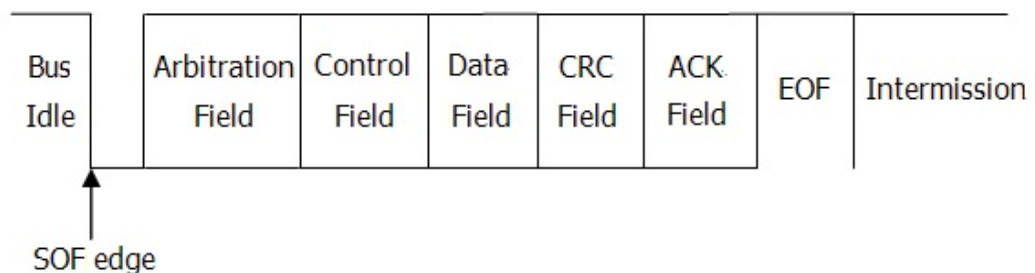 Bus
Idle
Arbitration
Field
Control
Field
Data
Field
CRC
Field
ACK
Field
EOF
Intermission
SOF edge